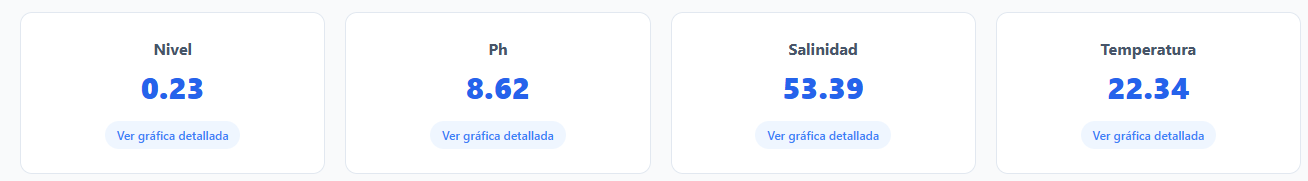 Nivel
0.23
Ver gráfica detallada
Ph
8.62
Ver gráfica detallada
Salinidad
53.39
Ver gráfica detallada
Temperatura
22.34
Ver gráfica detallada